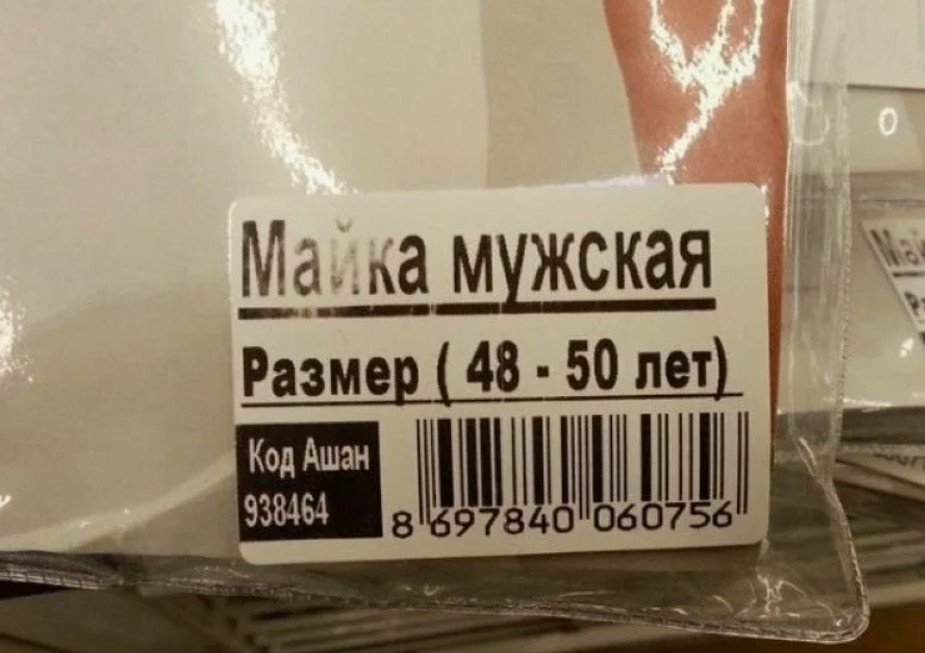 Майка мужская
Размер ( 48 - 50 лет)
Код Ашан
938464
8 697840 060756